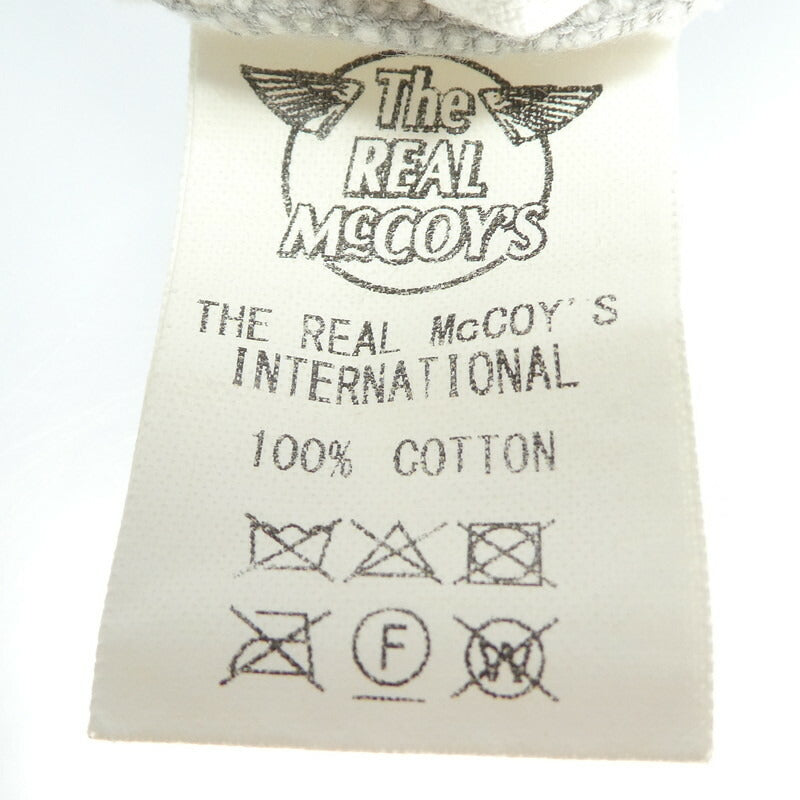 The
REAL
McCOY'S
THE REAL McCOY'S
INTERNATIONAL
100% COTTON
F
W